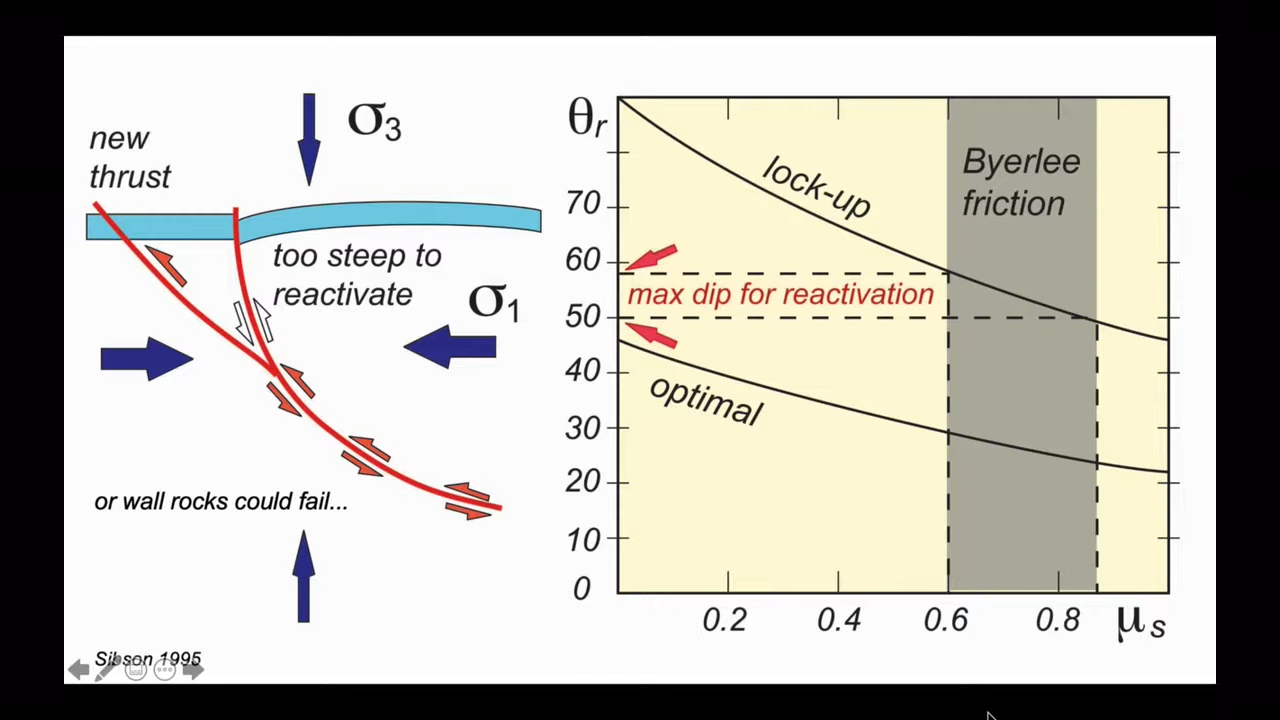 new
thrust
σ3
too steep to
reactivate
σ1
or wall rocks could fail...
Sibson 1995
θr
70
60
50
40
30
20
10
0
lock-up
Byerlee
friction
max dip for reactivation
optimal
0.2
0.4
0.6
0.8
μs